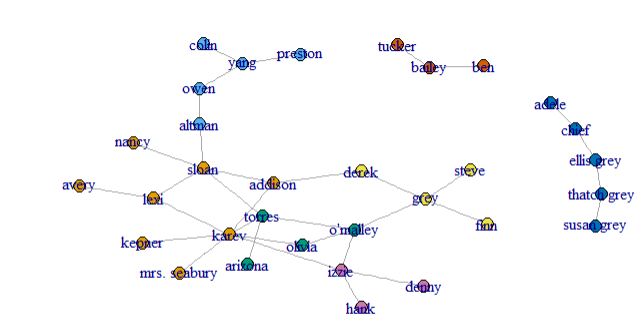 colin
tucker
preston
yang
bailey
ben
owen
adele
altman
chief
nancy
ellis grey
sloan
derek
steve
avery
addison
thatch grey
lexi
grey
torres
finn
susan grey
karev
o'malley
kepner
olivia
arizona
mrs. seabury
izzie
denny
hank